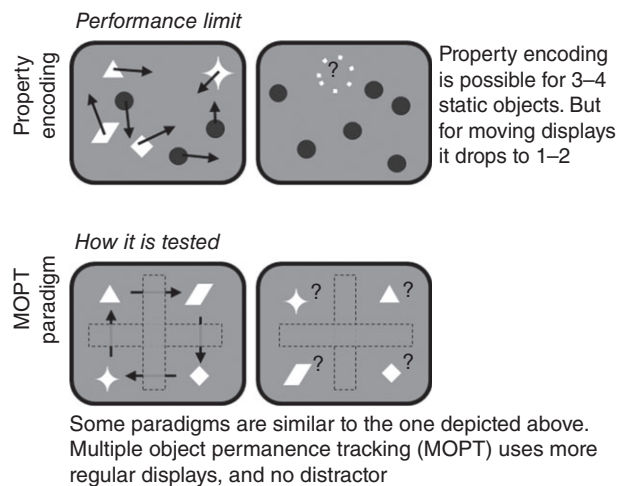 Performance limit
Property
encoding
?
Property encoding
is possible for 3–4
static objects. But
for moving displays
it drops to 1–2
How it is tested
MOPT
paradigm
? ?
? ?
Some paradigms are similar to the one depicted above.
Multiple object permanence tracking (MOPT) uses more
regular displays, and no distractor